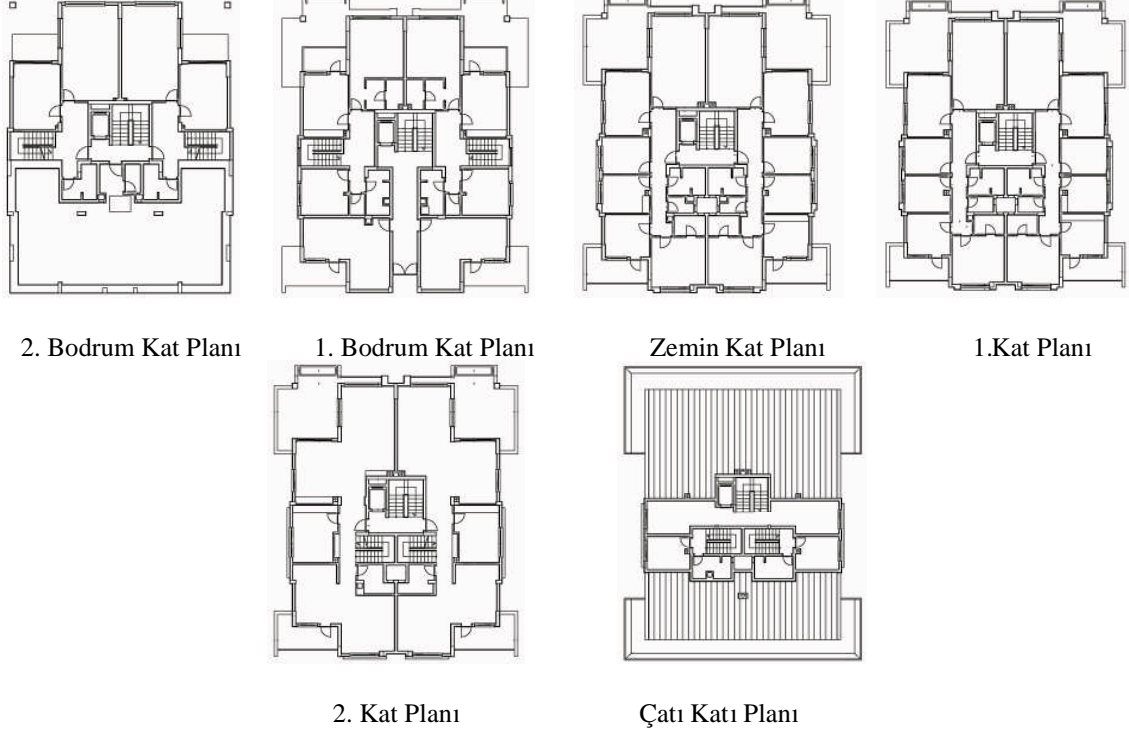 2. Bodrum Kat Planı 1. Bodrum Kat Planı Zemin Kat Planı 1.Kat Planı
2. Kat Planı Çatı Katı Planı